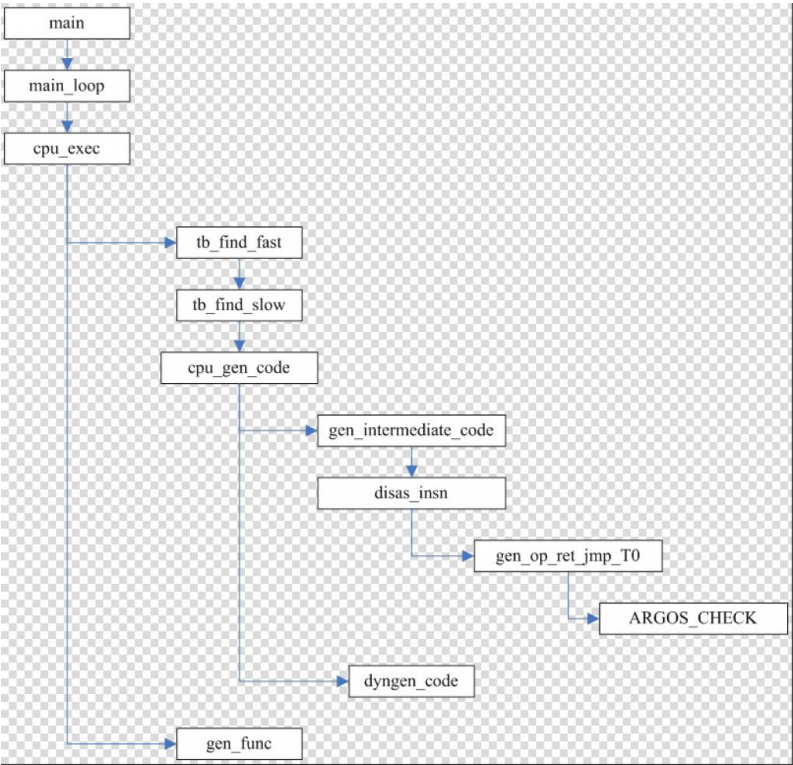 main
main_loop
cpu_exec
tb_find_fast
tb_find_slow
cpu_gen_code
gen_intermediate_code
disas_insn
gen_op_ret_jmp_T0
ARGOS_CHECK
dyngen_code
gen_func